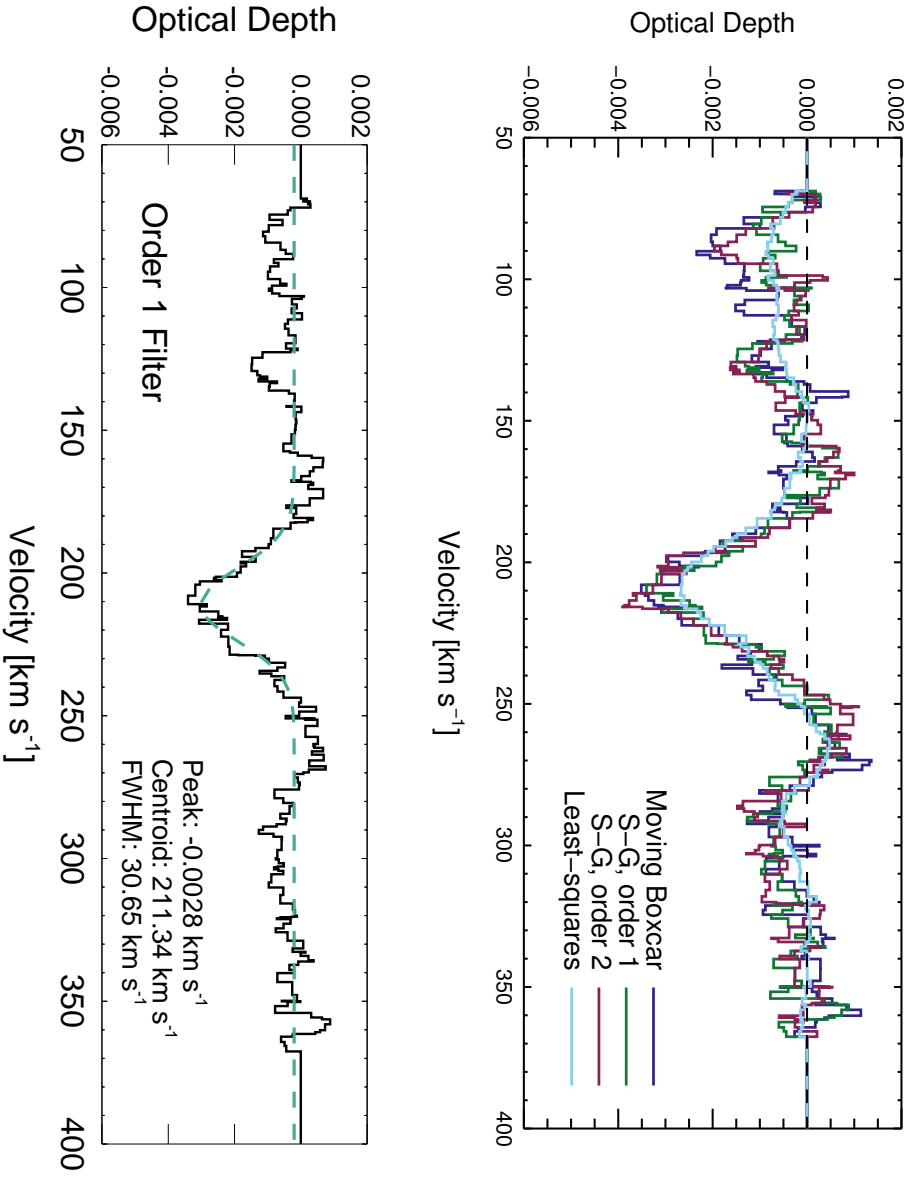 Optical Depth
0.002
0.000
−0.002
−0.004
−0.006
Moving Boxcar
S−G, order 1
S−G, order 2
Least−squares
50 100 150 200 250 300 350 400
Velocity [km s⁻¹]
Optical Depth
0.002
0.000
-0.002
-0.004
-0.006
Order 1 Filter
Peak: -0.0028 km s⁻¹
Centroid: 211.34 km s⁻¹
FWHM: 30.65 km s⁻¹
50 100 150 200 250 300 350 400
Velocity [km s⁻¹]